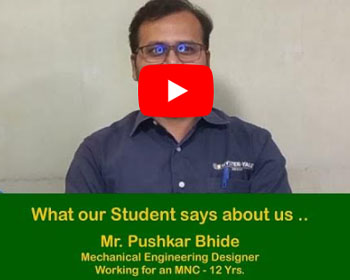 What our Student says about us ..
Mr. Pushkar Bhide
Mechanical Engineering Designer
Working for an MNC - 12 Yrs.